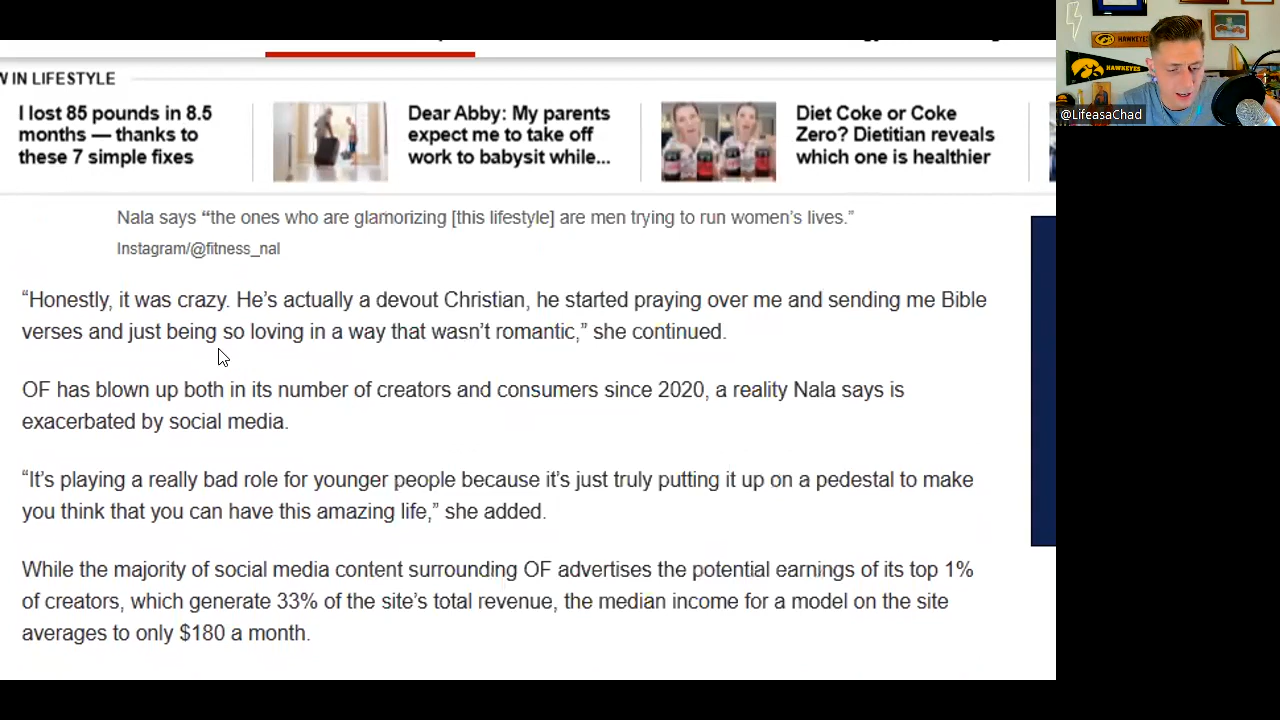 W IN LIFESTYLE
I lost 85 pounds in 8.5
months — thanks to
these 7 simple fixes
Dear Abby: My parents
expect me to take off
work to babysit while...
Diet Coke or Coke
Zero? Dietitian reveals
which one is healthier
HAWKEYES
HAWKEYES
@LifeasaChad
Nala says “the ones who are glamorizing [this lifestyle] are men trying to run women’s lives.”
Instagram/@fitness_nal
“Honestly, it was crazy. He’s actually a devout Christian, he started praying over me and sending me Bible
verses and just being so loving in a way that wasn’t romantic,” she continued.
OF has blown up both in its number of creators and consumers since 2020, a reality Nala says is
exacerbated by social media.
“It’s playing a really bad role for younger people because it’s just truly putting it up on a pedestal to make
you think that you can have this amazing life,” she added.
While the majority of social media content surrounding OF advertises the potential earnings of its top 1%
of creators, which generate 33% of the site’s total revenue, the median income for a model on the site
averages to only $180 a month.